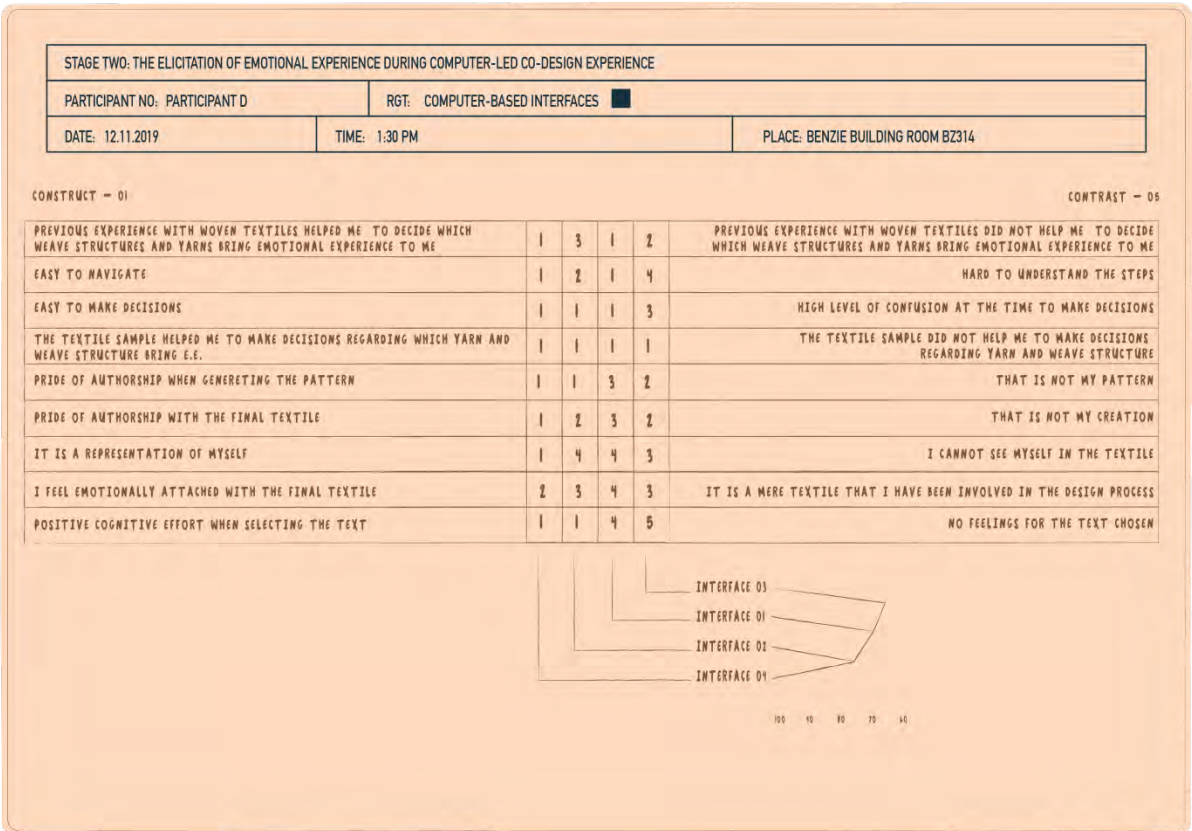 STAGE TWO: THE ELICITATION OF EMOTIONAL EXPERIENCE DURING COMPUTER-LED CO-DESIGN EXPERIENCE
PARTICIPANT NO: PARTICIPANT D RGT: COMPUTER-BASED INTERFACES
DATE: 12.11.2019 TIME: 1:30 PM PLACE: BENZIE BUILDING ROOM BZ314
CONSTRUCT – 01 CONTRAST – 05
PREVIOUS EXPERIENCE WITH WOVEN TEXTILES HELPED ME TO DECIDE WHICH
WEAVE STRUCTURES AND YARNS BRING EMOTIONAL EXPERIENCE TO ME
1 3 1 2
PREVIOUS EXPERIENCE WITH WOVEN TEXTILES DID NOT HELP ME TO DECIDE
WHICH WEAVE STRUCTURES AND YARNS BRING EMOTIONAL EXPERIENCE TO ME
EASY TO NAVIGATE 1 2 1 4 HARD TO UNDERSTAND THE STEPS
EASY TO MAKE DECISIONS 1 1 1 3 HIGH LEVEL OF CONFUSION AT THE TIME TO MAKE DECISIONS
THE TEXTILE SAMPLE HELPED ME TO MAKE DECISIONS REGARDING WHICH YARN AND
WEAVE STRUCTURE BRING E.E.
1 1 1 1
THE TEXTILE SAMPLE DID NOT HELP ME TO MAKE DECISIONS
REGARDING YARN AND WEAVE STRUCTURE
PRIDE OF AUTHORSHIP WHEN GENERETING THE PATTERN 1 1 3 2 THAT IS NOT MY PATTERN
PRIDE OF AUTHORSHIP WITH THE FINAL TEXTILE 1 2 3 2 THAT IS NOT MY CREATION
IT IS A REPRESENTATION OF MYSELF 1 4 4 3 I CANNOT SEE MYSELF IN THE TEXTILE
I FEEL EMOTIONALLY ATTACHED WITH THE FINAL TEXTILE 2 3 4 3 IT IS A MERE TEXTILE THAT I HAVE BEEN INVOLVED IN THE DESIGN PROCESS
POSITIVE COGNITIVE EFFORT WHEN SELECTING THE TEXT 1 1 4 5 NO FEELINGS FOR THE TEXT CHOSEN
INTERFACE 03
INTERFACE 01
INTERFACE 02
INTERFACE 04
100 90 80 70 60